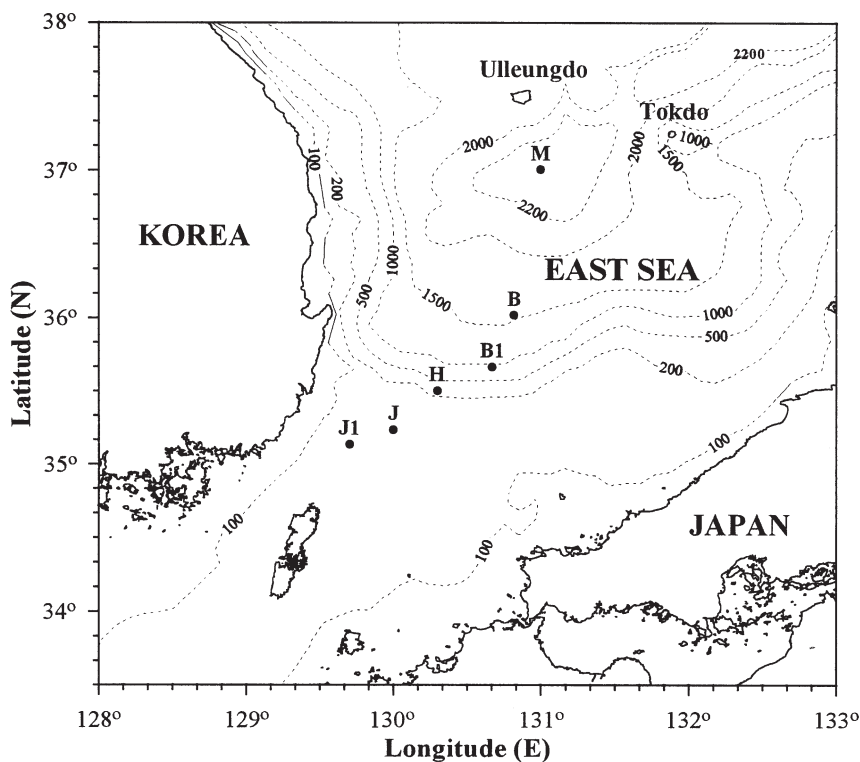 38°
2200
Ulleungdo
Tokdo
1000
2000
2000
1500
M
37°
100
200
2200
KOREA
1000
EAST SEA
500
1500
B
1000
36°
500
B1
200
H
J
J1
100
35°
100
JAPAN
100
34°
128°
129°
130°
131°
132°
133°
Latitude (N)
Longitude (E)